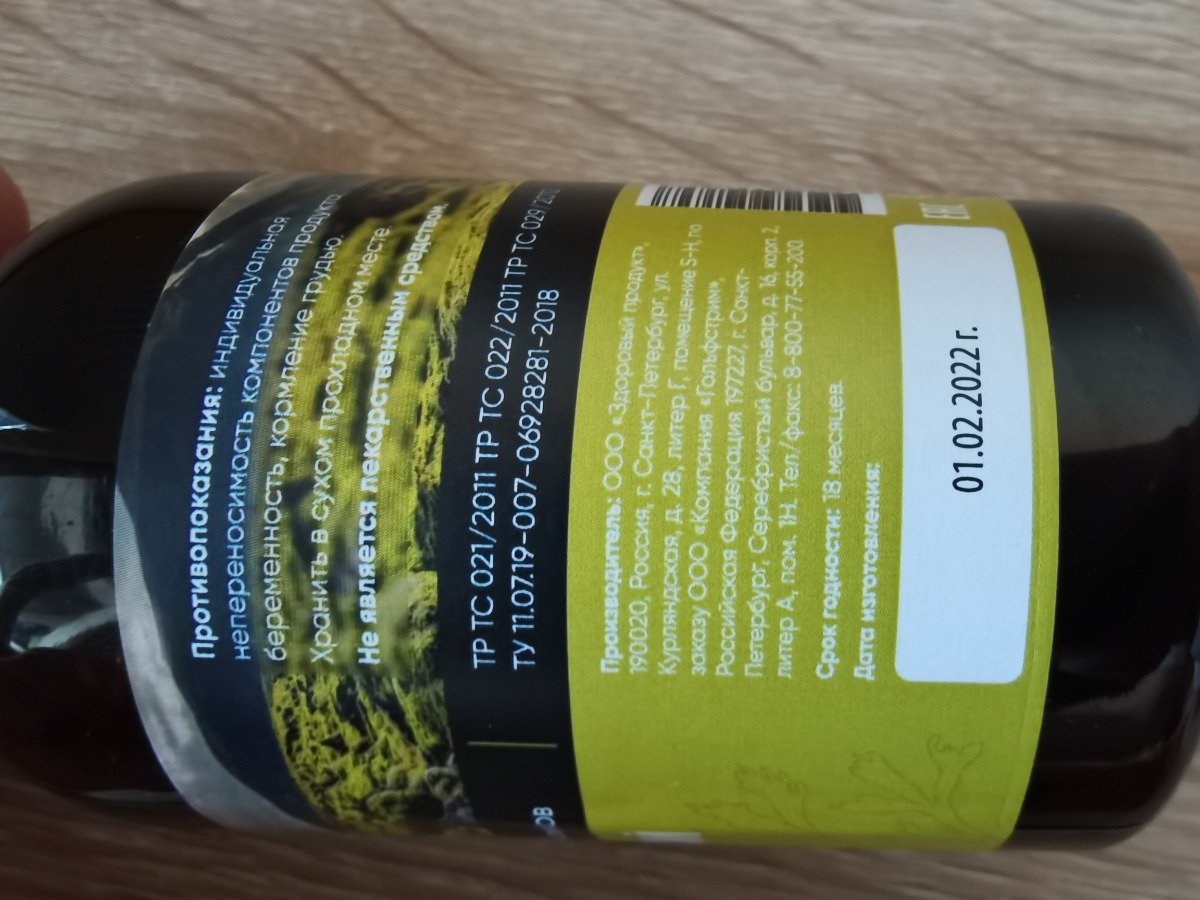 Противопоказания: индивидуальная
непереносимость компонентов продукта,
беременность, кормление грудью.
Хранить в сухом прохладном месте.
Не является лекарственным средством.
ТР ТС 021/2011 ТР ТС 022/2011 ТР ТС 029/2012
ТУ 11.07.19-007-06928281-2018
ОВ
Производитель: ООО «Здоровый продукт»,
190020, Россия, г. Санкт-Петербург, ул.
Курляндская, д. 28, литер Г, помещение 5-Н, по
заказу ООО «Компания «Гольфстрим»,
Российская Федерация 197227, г. Санкт-
Петербург, Серебристый бульвар, д. 16, корп. 2,
литер А, пом. 1Н. Тел/факс: 8-800-77-55-200
Срок годности: 18 месяцев.
Дата изготовления:
01.02.2022 г.
EAC